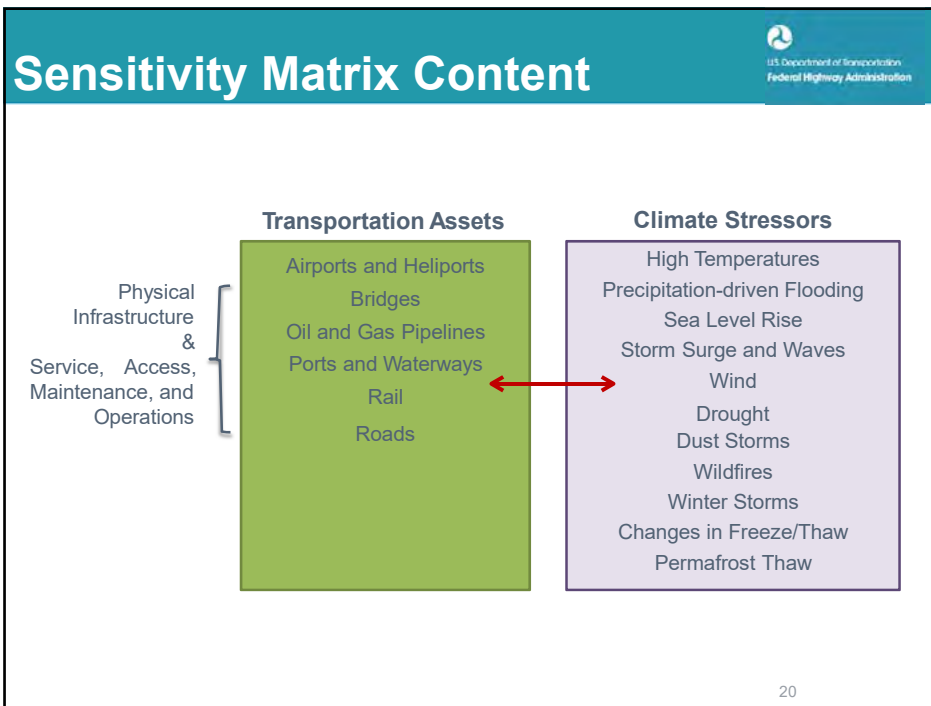 Sensitivity Matrix Content
U.S. Department of Transportation
Federal Highway Administration
Transportation Assets
Climate Stressors
Physical
Infrastructure
&
Service, Access,
Maintenance, and
Operations
Airports and Heliports
Bridges
Oil and Gas Pipelines
Ports and Waterways
Rail
Roads
High Temperatures
Precipitation-driven Flooding
Sea Level Rise
Storm Surge and Waves
Wind
Drought
Dust Storms
Wildfires
Winter Storms
Changes in Freeze/Thaw
Permafrost Thaw
20